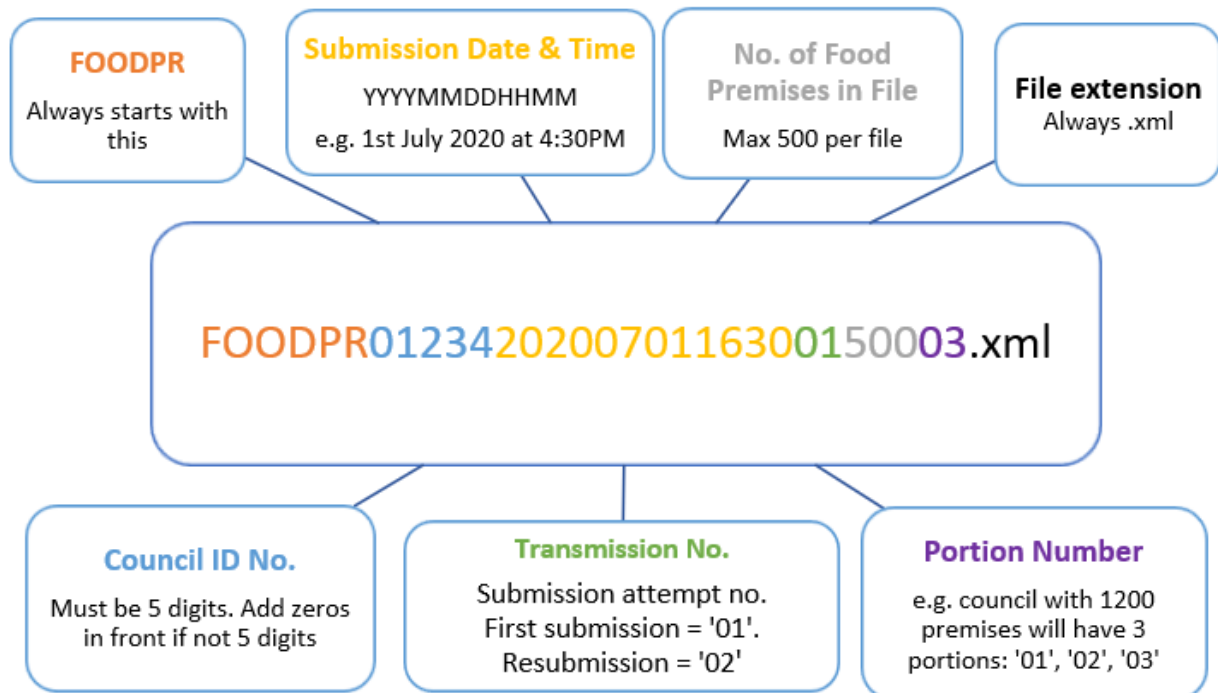 FOODPR
Always starts with
this
Submission Date & Time
YYYYMMDDHHMM
e.g. 1st July 2020 at 4:30PM
No. of Food
Premises in File
Max 500 per file
File extension
Always .xml
FOODPR012342020070116300150003.xml
Council ID No.
Must be 5 digits. Add zeros
in front if not 5 digits
Transmission No.
Submission attempt no.
First submission = '01'.
Resubmission = '02'
Portion Number
e.g. council with 1200
premises will have 3
portions: '01', '02', '03'